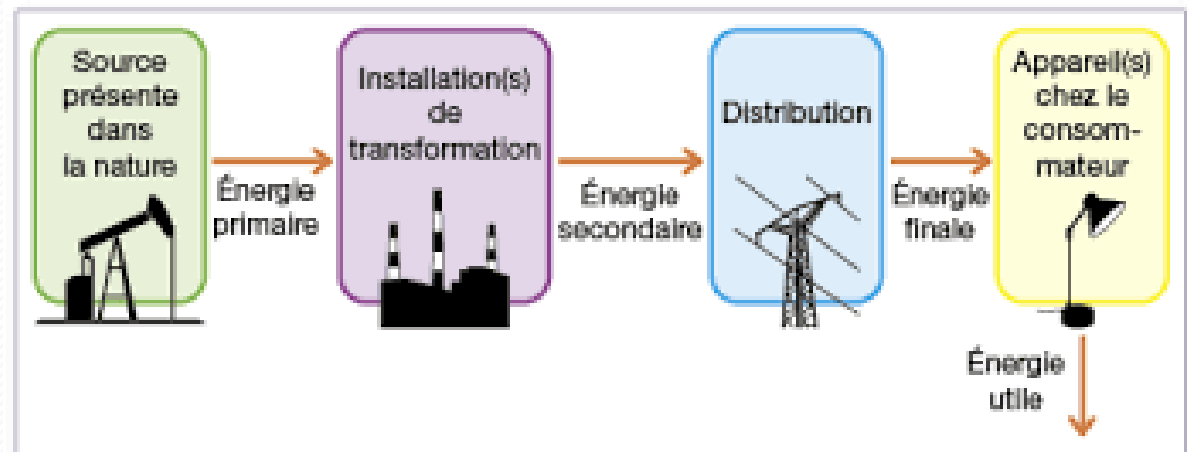 Source
présente
dans
la nature
Énergie
primaire
Installation(s)
de
transformation
Énergie
secondaire
Distribution
Énergie
finale
Appareil(s)
chez le
consom-
mateur
Énergie
utile